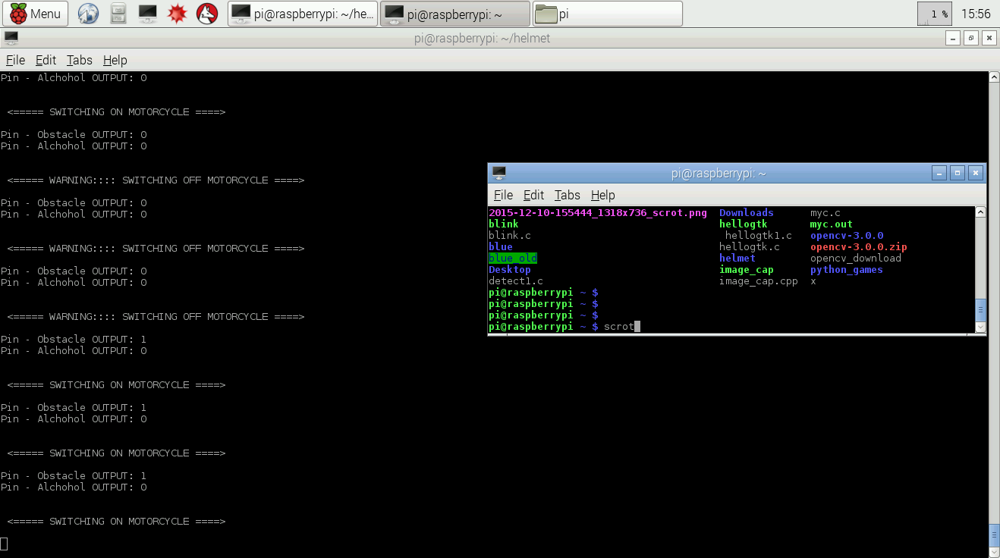 Menu pi@raspberrypi: ~/he... pi@raspberrypi: ~ pi 1 % 15:56
pi@raspberrypi: ~/helmet
File Edit Tabs Help
Pin - Alchohol OUTPUT: 0
<===== SWITCHING ON MOTORCYCLE ====>
Pin - Obstacle OUTPUT: 0
Pin - Alchohol OUTPUT: 0
<===== WARNING:::: SWITCHING OFF MOTORCYCLE ====>
Pin - Obstacle OUTPUT: 0
Pin - Alchohol OUTPUT: 0
<===== WARNING:::: SWITCHING OFF MOTORCYCLE ====>
Pin - Obstacle OUTPUT: 0
Pin - Alchohol OUTPUT: 0
<===== WARNING:::: SWITCHING OFF MOTORCYCLE ====>
Pin - Obstacle OUTPUT: 1
Pin - Alchohol OUTPUT: 0
<===== SWITCHING ON MOTORCYCLE ====>
Pin - Obstacle OUTPUT: 1
Pin - Alchohol OUTPUT: 0
<===== SWITCHING ON MOTORCYCLE ====>
Pin - Obstacle OUTPUT: 1
Pin - Alchohol OUTPUT: 0
<===== SWITCHING ON MOTORCYCLE ====>
pi@raspberrypi: ~
File Edit Tabs Help
2015-12-10-155444_1318x736_scrot.png Downloads myc.c
blink hellogtk myc.out
blink.c hellogtk1.c opencv-3.0.0
blue hellogtk.c opencv-3.0.0.zip
blue_old helmet opencv_download
Desktop image_cap python_games
detect1.c image_cap.cpp x
pi@raspberrypi ~ $
pi@raspberrypi ~ $
pi@raspberrypi ~ $
pi@raspberrypi ~ $ scrot